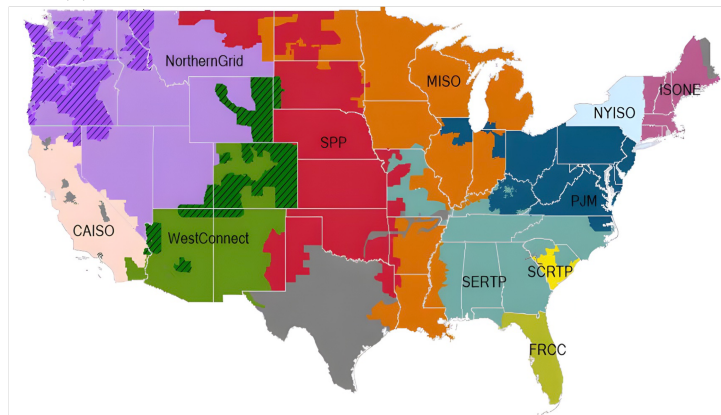 NorthernGrid
MISO
ISONE
NYISO
SPP
PJM
CAISO
WestConnect
SERTP
SCRTP
FRCC